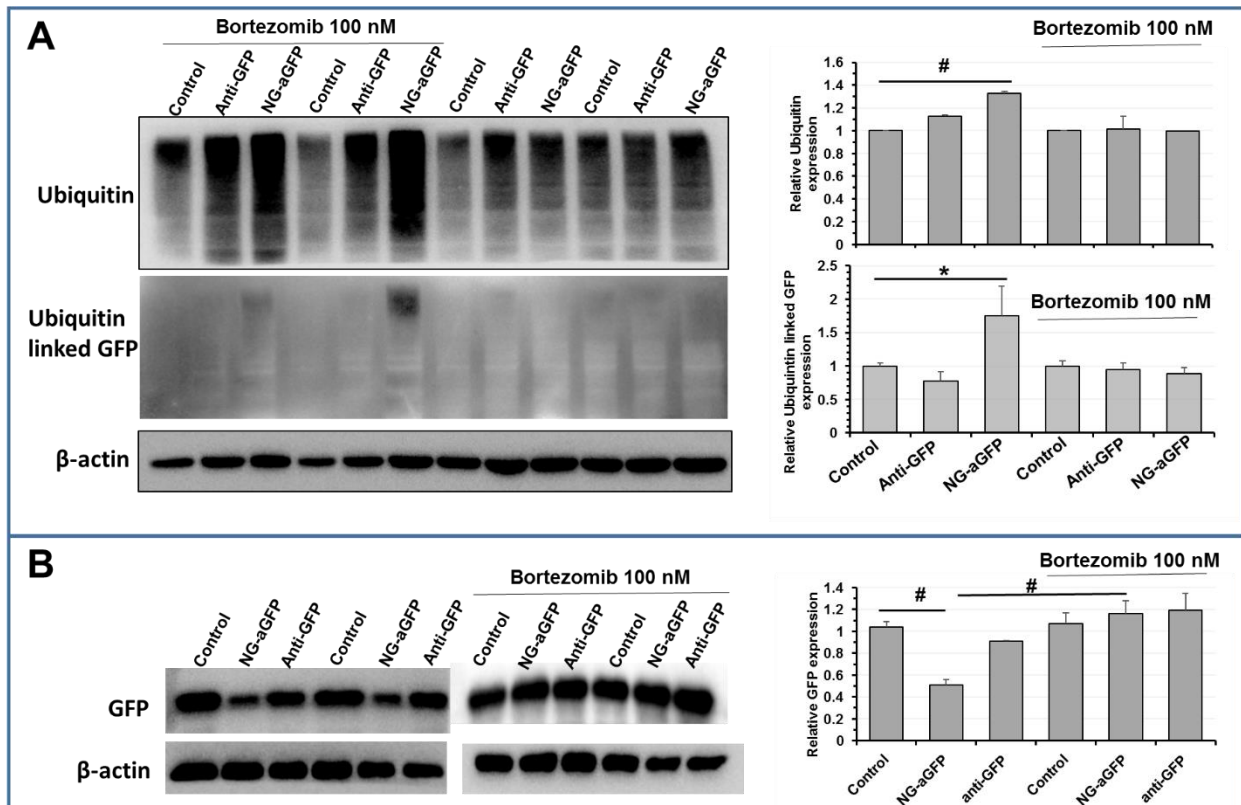 A
Bortezomib 100 nM
Control
Anti-GFP
NG-aGFP
Control
Anti-GFP
NG-aGFP
Control
Anti-GFP
NG-aGFP
Control
Anti-GFP
NG-aGFP
Ubiquitin
Ubiquitin
linked GFP
β-actin
Bortezomib 100 nM
Relative Ubiquitin
expression
1.6
1.4
1.2
1
0.8
0.6
0.4
0.2
0
#
Relative Ubiquintin linked GFP
expression
2.5
2
1.5
1
0.5
0
*
Bortezomib 100 nM
Control
Anti-GFP
NG-aGFP
Control
Anti-GFP
NG-aGFP
B
Bortezomib 100 nM
Control
NG-aGFP
Anti-GFP
Control
NG-aGFP
Anti-GFP
Control
NG-aGFP
Anti-GFP
Control
NG-aGFP
Anti-GFP
GFP
β-actin
Bortezomib 100 nM
Relative GFP expression
1.4
1.2
1
0.8
0.6
0.4
0.2
0
#
#
Control
NG-aGFP
anti-GFP
Control
NG-aGFP
anti-GFP